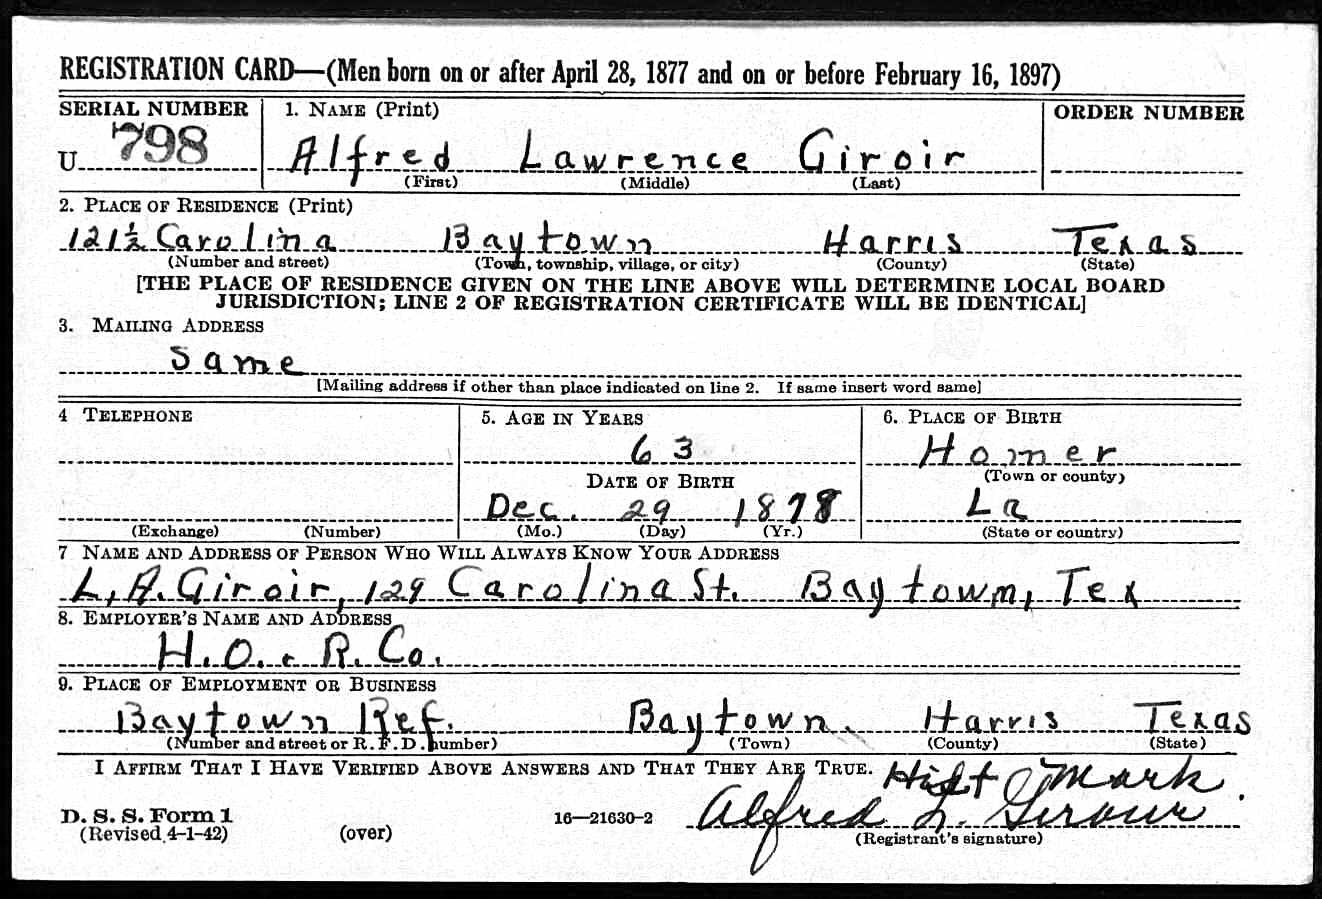 REGISTRATION CARD—(Men born on or after April 28, 1877 and on or before February 16, 1897)
SERIAL NUMBER 1. NAME (Print) ORDER NUMBER
U 798 Alfred Lawrence Giroir
(First) (Middle) (Last)
2. PLACE OF RESIDENCE (Print)
121½ Carolina Baytown Harris Texas
(Number and street) (Town, township, village, or city) (County) (State)
[THE PLACE OF RESIDENCE GIVEN ON THE LINE ABOVE WILL DETERMINE LOCAL BOARD
JURISDICTION; LINE 2 OF REGISTRATION CERTIFICATE WILL BE IDENTICAL]
3. MAILING ADDRESS
Same
[Mailing address if other than place indicated on line 2. If same insert word same]
4 TELEPHONE 5. AGE IN YEARS 6. PLACE OF BIRTH
63 Homer
DATE OF BIRTH (Town or county)
Dec. 29 1878 La
(Exchange) (Number) (Mo.) (Day) (Yr.) (State or country)
7 NAME AND ADDRESS OF PERSON WHO WILL ALWAYS KNOW YOUR ADDRESS
L. A. Giroir, 129 Carolina St. Baytown, Tex
8. EMPLOYER'S NAME AND ADDRESS
H. O. & R. Co.
9. PLACE OF EMPLOYMENT OR BUSINESS
Baytown Ref. Baytown. Harris Texas
(Number and street or R. F. D. number) (Town) (County) (State)
I AFFIRM THAT I HAVE VERIFIED ABOVE ANSWERS AND THAT THEY ARE TRUE.
Mark
D. S. S. Form 1 16—21630-2 Alfred L. Giroir
(Revised 4-1-42) (over) (Registrant's signature)